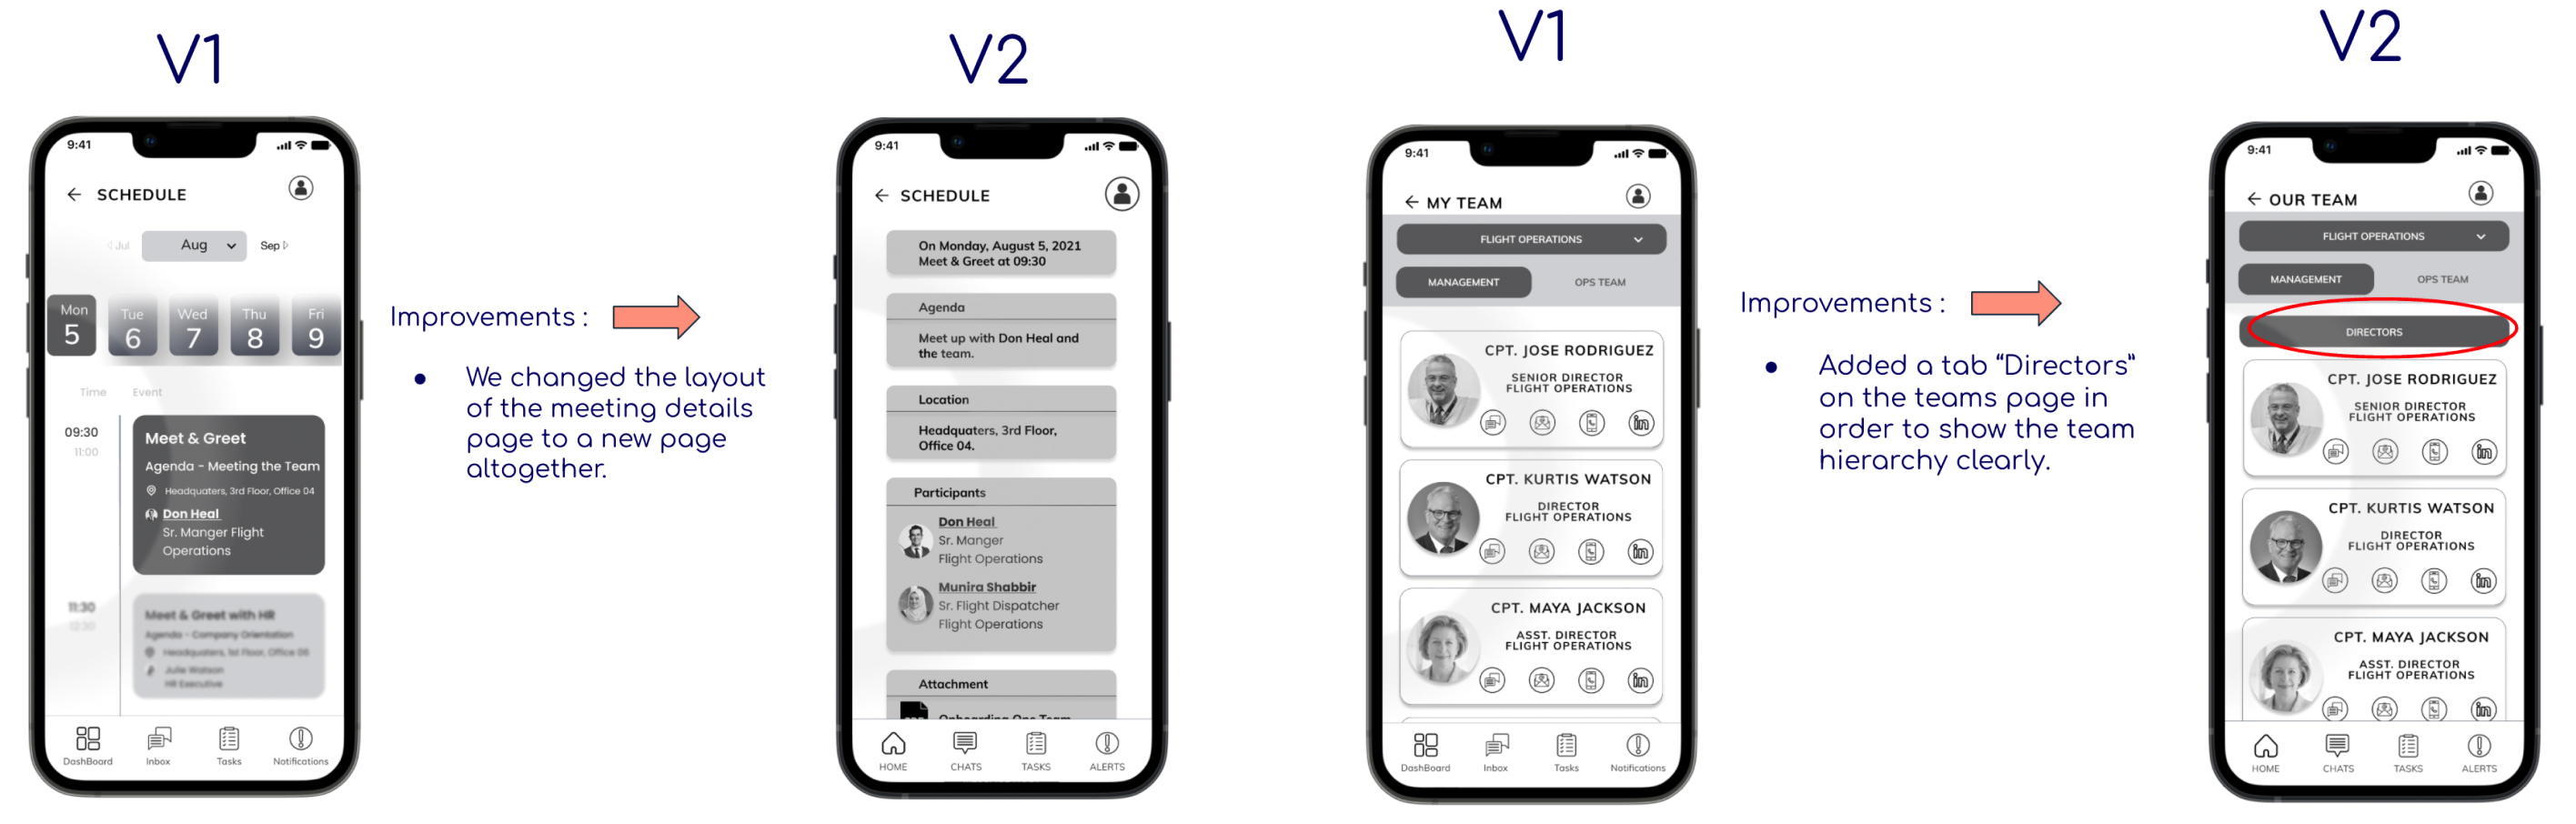 V1
9:41
SCHEDULE
Jul
Aug
Sep
Mon
5
Tue
6
Wed
7
Thu
8
Fri
9
Time
Event
09:30
11:00
Meet & Greet
Agenda - Meeting the Team
Headquaters, 3rd Floor, Office 04
Don Heal
Sr. Manger Flight
Operations
11:30
12:30
Meet & Greet with HR
Agenda - Company Orientation
Headquaters, 1st Floor, Office 06
Julie Watson
HR Executive
DashBoard
Inbox
Tasks
Notifications
Improvements :
● We changed the layout
of the meeting details
page to a new page
altogether.
V2
9:41
SCHEDULE
On Monday, August 5, 2021
Meet & Greet at 09:30
Agenda
Meet up with Don Heal and
the team.
Location
Headquaters, 3rd Floor,
Office 04.
Participants
Don Heal
Sr. Manger
Flight Operations
Munira Shabbir
Sr. Flight Dispatcher
Flight Operations
Attachment
Onboarding Ops Team
HOME
CHATS
TASKS
ALERTS
V1
9:41
MY TEAM
FLIGHT OPERATIONS
MANAGEMENT
OPS TEAM
CPT. JOSE RODRIGUEZ
SENIOR DIRECTOR
FLIGHT OPERATIONS
in
CPT. KURTIS WATSON
DIRECTOR
FLIGHT OPERATIONS
in
CPT. MAYA JACKSON
ASST. DIRECTOR
FLIGHT OPERATIONS
in
DashBoard
Inbox
Tasks
Notifications
Improvements :
● Added a tab “Directors”
on the teams page in
order to show the team
hierarchy clearly.
V2
9:41
OUR TEAM
FLIGHT OPERATIONS
MANAGEMENT
OPS TEAM
DIRECTORS
CPT. JOSE RODRIGUEZ
SENIOR DIRECTOR
FLIGHT OPERATIONS
in
CPT. KURTIS WATSON
DIRECTOR
FLIGHT OPERATIONS
in
CPT. MAYA JACKSON
ASST. DIRECTOR
FLIGHT OPERATIONS
in
HOME
CHATS
TASKS
ALERTS